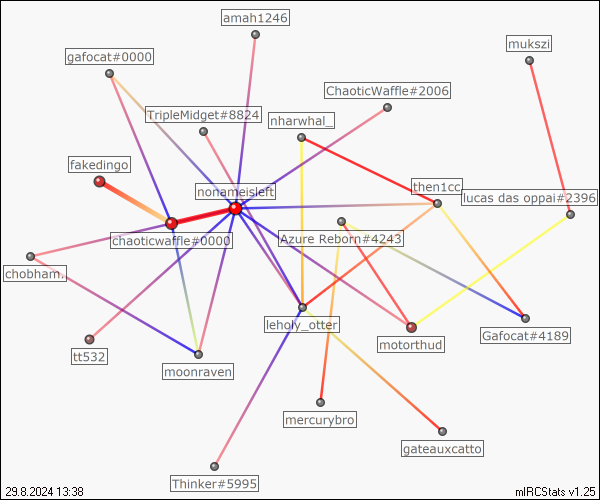 amah1246
mukszi
gafocat#0000
ChaoticWaffle#2006
TripleMidget#8824
nharwhal_
fakedingo
nonameisleft
then1cc
lucas das oppai#2396
chaoticwaffle#0000
Azure Reborn#4243
chobham.
leholy_otter
Gafocat#4189
motorthud
tt532
moonraven
mercurybro
gateauxcatto
Thinker#5995
29.8.2024 13:38
mIRCStats v1.25